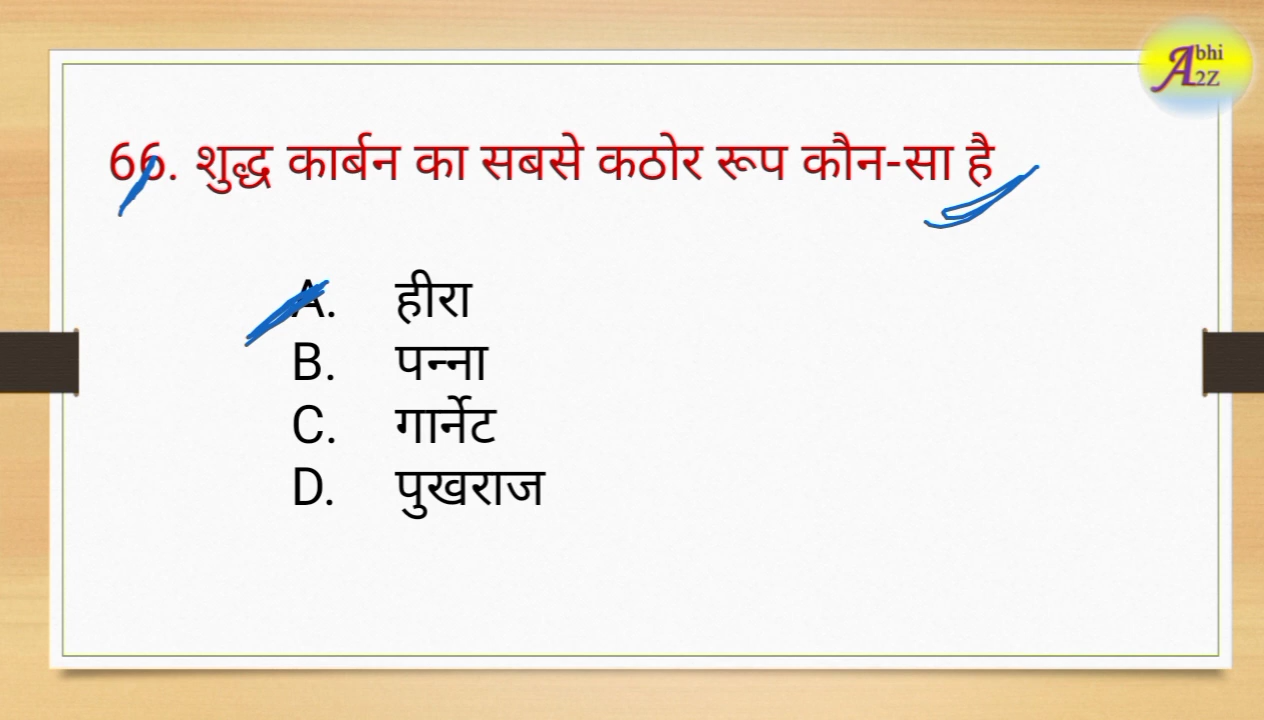 Abhi
A2Z
66. शुद्ध कार्बन का सबसे कठोर रूप कौन-सा है
A. हीरा
B. पन्ना
C. गार्नेट
D. पुखराज